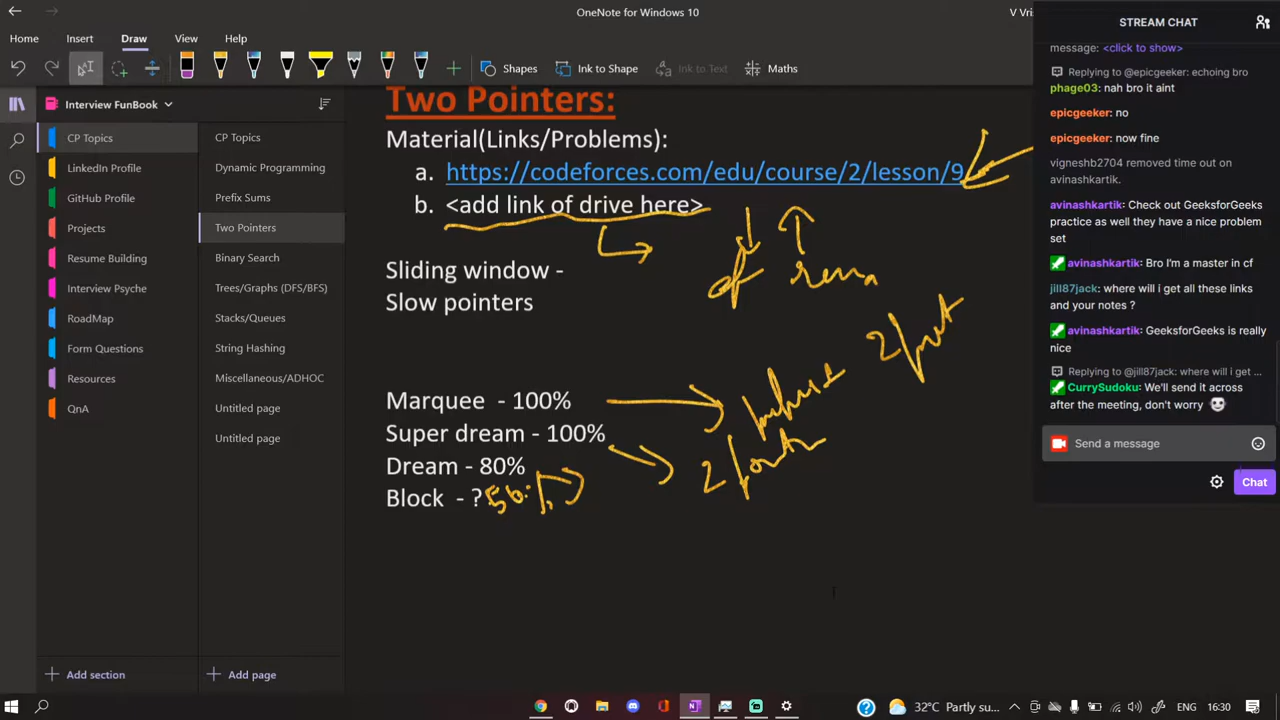 OneNote for Windows 10
V Vri
Home
Insert
Draw
View
Help
Shapes
Ink to Shape
Ink to Text
Maths
Interview FunBook
CP Topics
LinkedIn Profile
GitHub Profile
Projects
Resume Building
Interview Psyche
RoadMap
Form Questions
Resources
QnA
Add section
CP Topics
Dynamic Programming
Prefix Sums
Two Pointers
Binary Search
Trees/Graphs (DFS/BFS)
Stacks/Queues
String Hashing
Miscellaneous/ADHOC
Untitled page
Untitled page
Add page
Two Pointers:
Material(Links/Problems):
a. https://codeforces.com/edu/course/2/lesson/9
b. <add link of drive here>
Sliding window -
Slow pointers
Marquee - 100%
Super dream - 100%
Dream - 80%
Block - ? 50%
of
2
2
STREAM CHAT
message: <click to show>
Replying to @epicgeeker: echoing bro
phage03: nah bro it aint
epicgeeker: no
epicgeeker: now fine
vigneshb2704 removed time out on
avinashkartik.
avinashkartik: Check out GeeksforGeeks
practice as well they have a nice problem
set
avinashkartik: Bro I'm a master in cf
jill87jack: where will i get all these links
and your notes ?
avinashkartik: GeeksforGeeks is really
nice
Replying to @jill87jack: where will i get ...
CurrySudoku: We'll send it across
after the meeting, don't worry
Send a message
Chat
32°C Partly su...
ENG
16:30